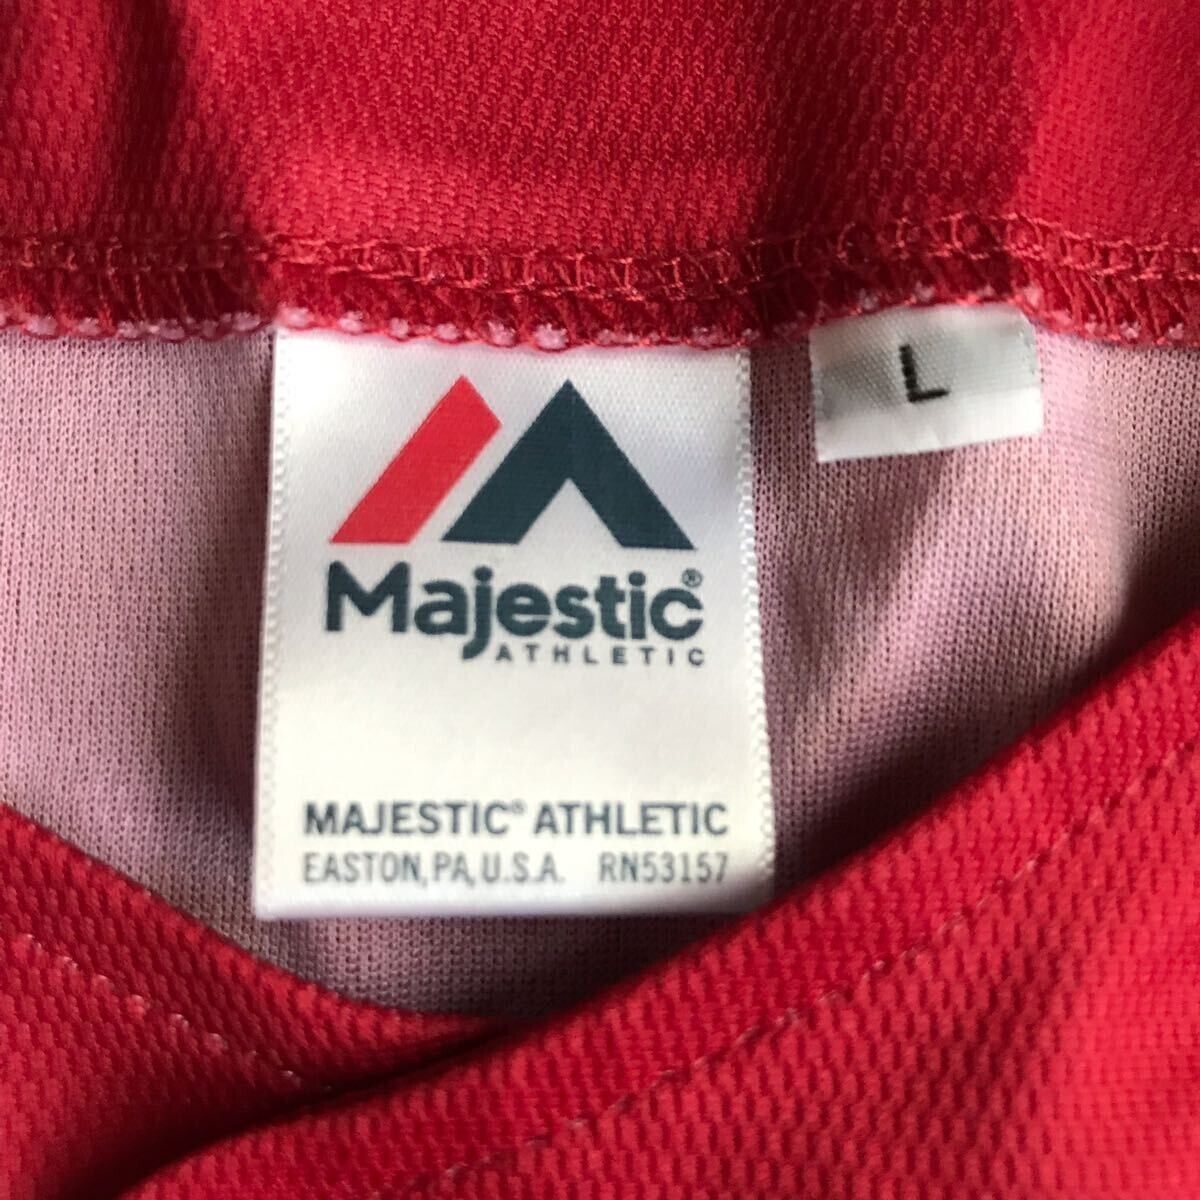 L
Majestic®
ATHLETIC
MAJESTIC® ATHLETIC
EASTON, PA, U.S.A. RN53157